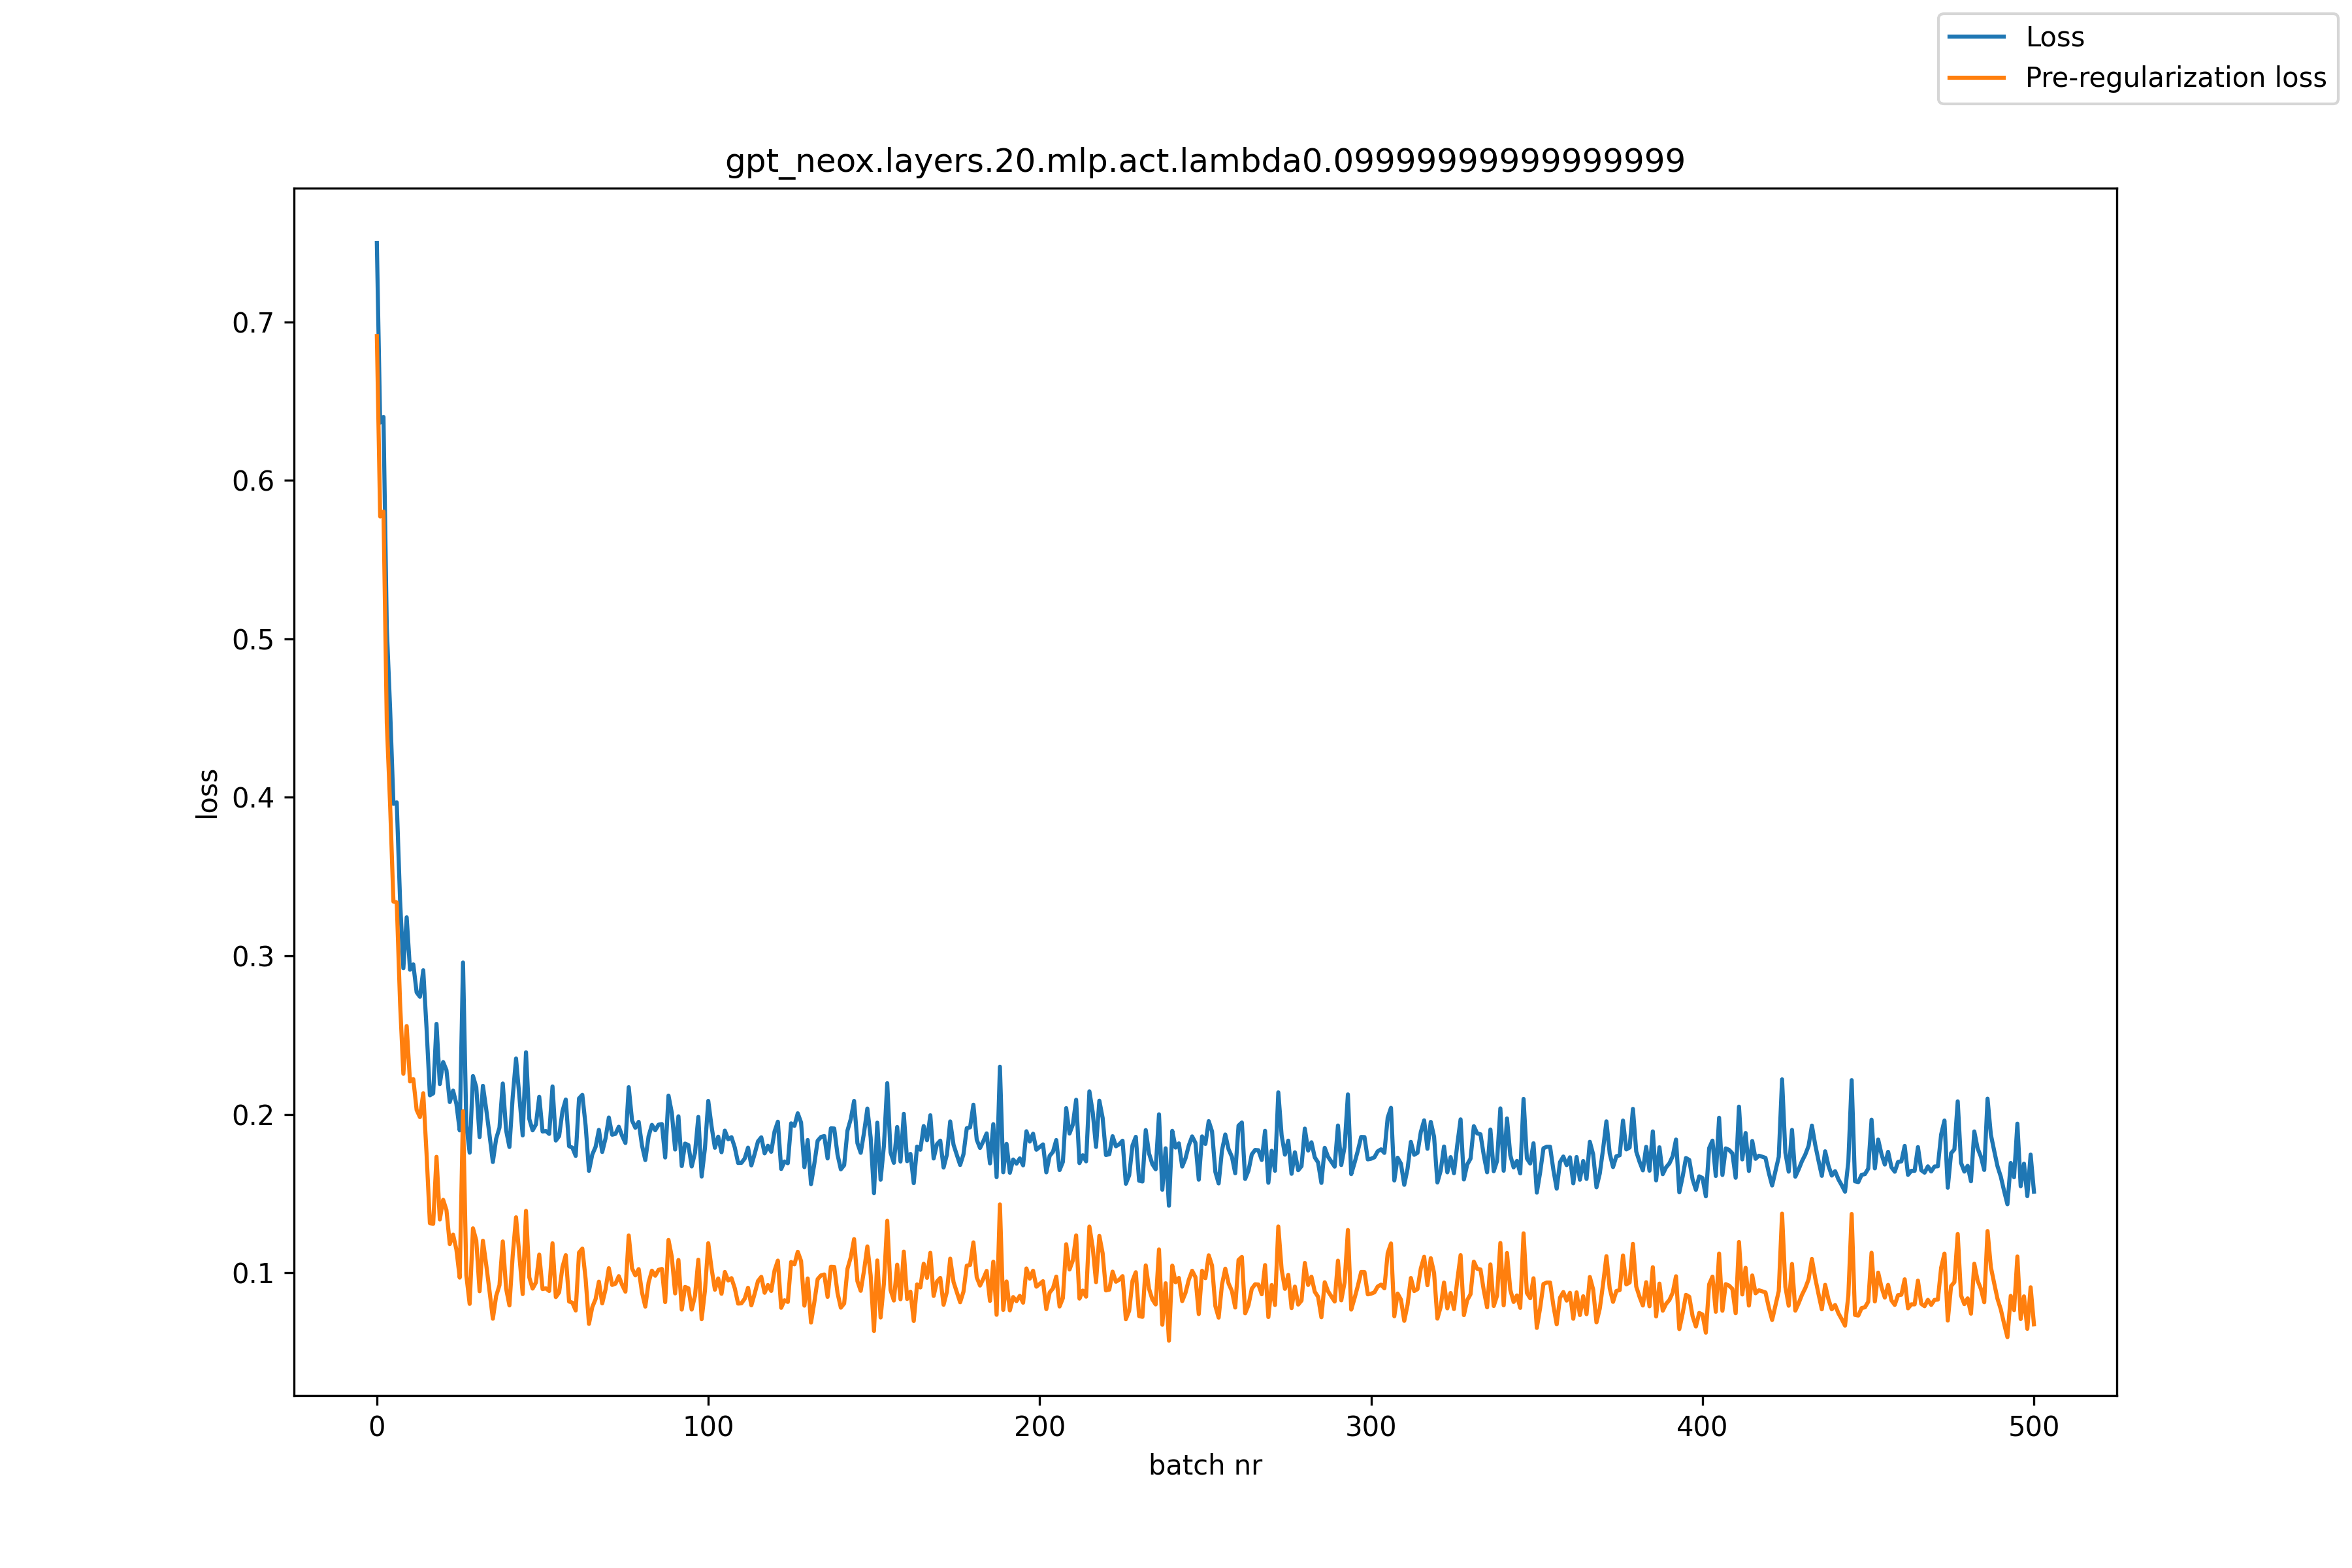 Loss
Pre-regularization loss
gpt_neox.layers.20.mlp.act.lambda0.09999999999999999
0.7
0.6
0.5
0.4
0.3
0.2
0.1
loss
0 100 200 300 400 500
batch nr